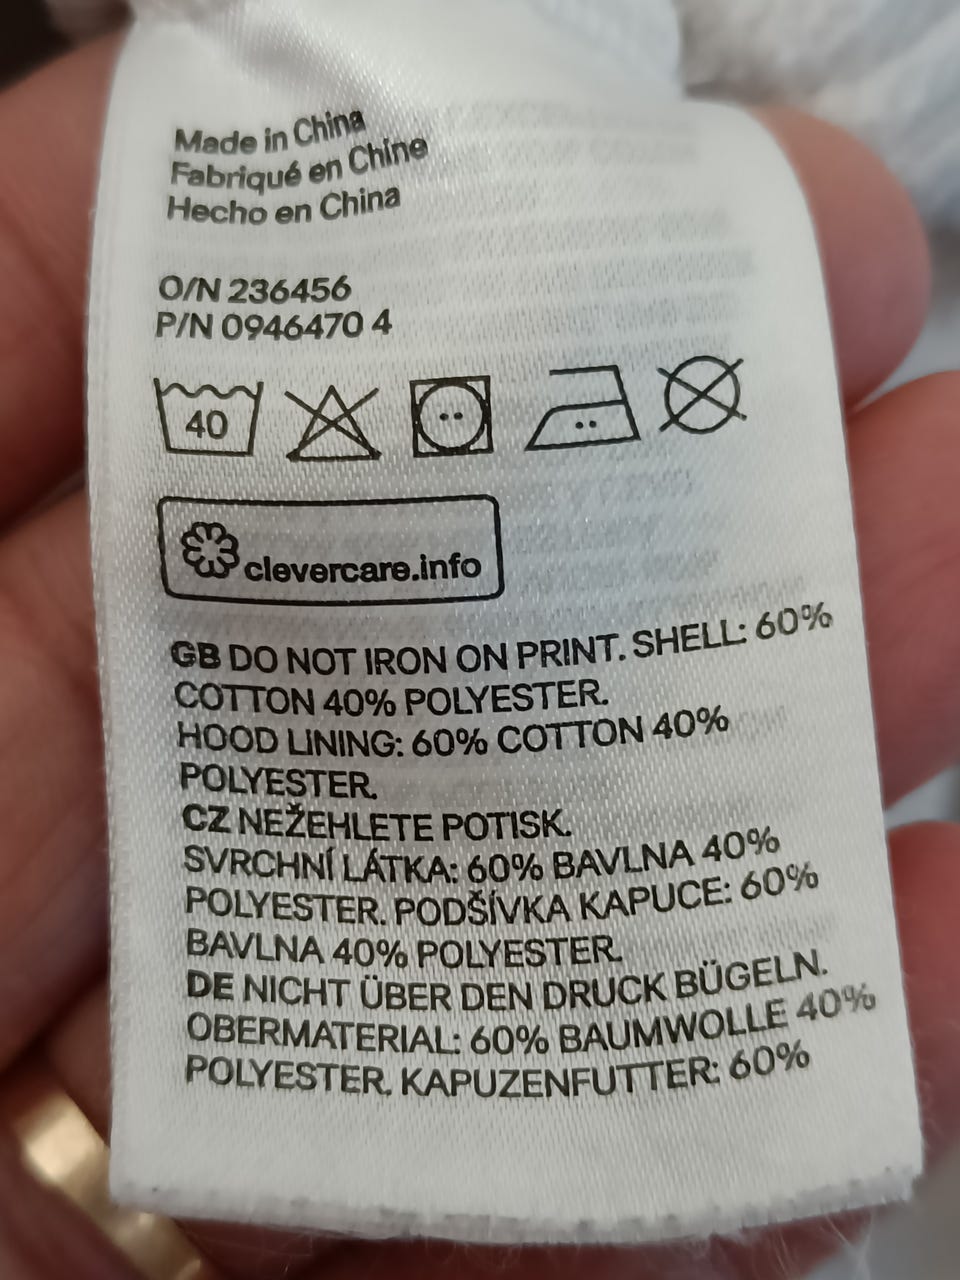 Made in China
Fabriqué en Chine
Hecho en China
O/N 236456
P/N 0946470 4
40
clevercare.info
GB DO NOT IRON ON PRINT. SHELL: 60%
COTTON 40% POLYESTER.
HOOD LINING: 60% COTTON 40%
POLYESTER.
CZ NEŽEHLETE POTISK.
SVRCHNÍ LÁTKA: 60% BAVLNA 40%
POLYESTER. PODŠÍVKA KAPUCE: 60%
BAVLNA 40% POLYESTER.
DE NICHT ÜBER DEN DRUCK BÜGELN.
OBERMATERIAL: 60% BAUMWOLLE 40%
POLYESTER. KAPUZENFUTTER: 60%